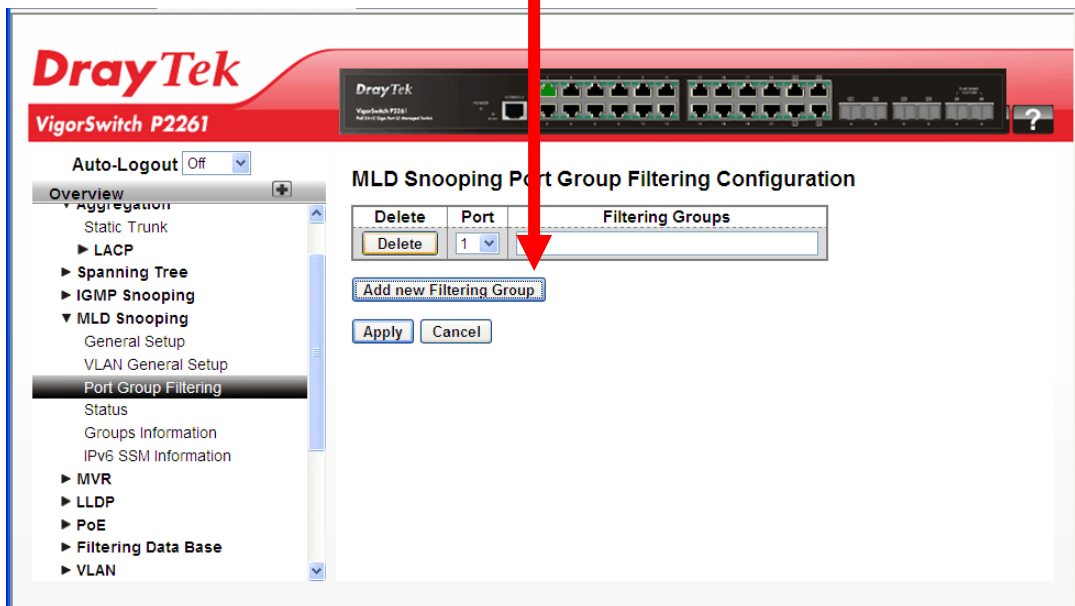 DrayTek
VigorSwitch P2261
DrayTek
VigorSwitch P2261
?
Auto-Logout Off
Overview
Aggregation
Static Trunk
LACP
Spanning Tree
IGMP Snooping
MLD Snooping
General Setup
VLAN General Setup
Port Group Filtering
Status
Groups Information
IPv6 SSM Information
MVR
LLDP
PoE
Filtering Data Base
VLAN
MLD Snooping Port Group Filtering Configuration
Delete Port Filtering Groups
Delete 1
Add new Filtering Group
Apply Cancel